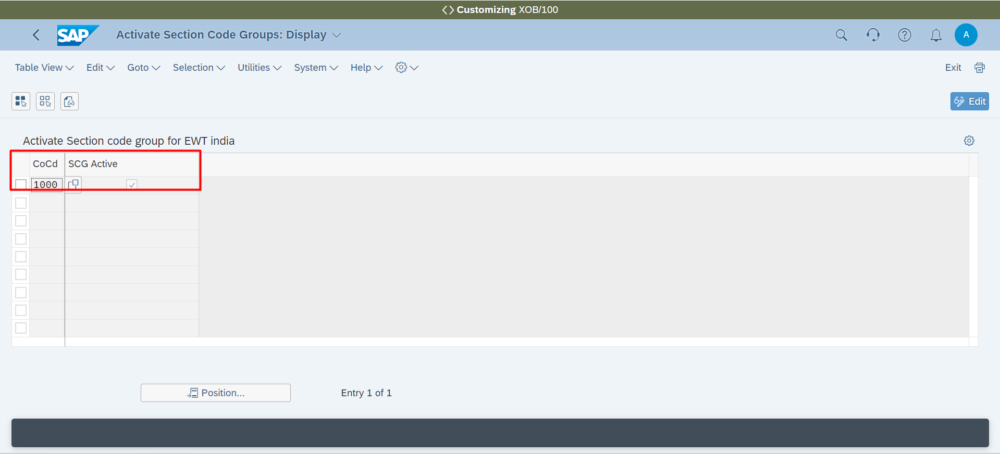 Customizing XOB/100
SAP Activate Section Code Groups: Display A
Table View Edit Goto Selection Utilities System Help Exit
Edit
Activate Section code group for EWT india
CoCd SCG Active
1000
Position... Entry 1 of 1